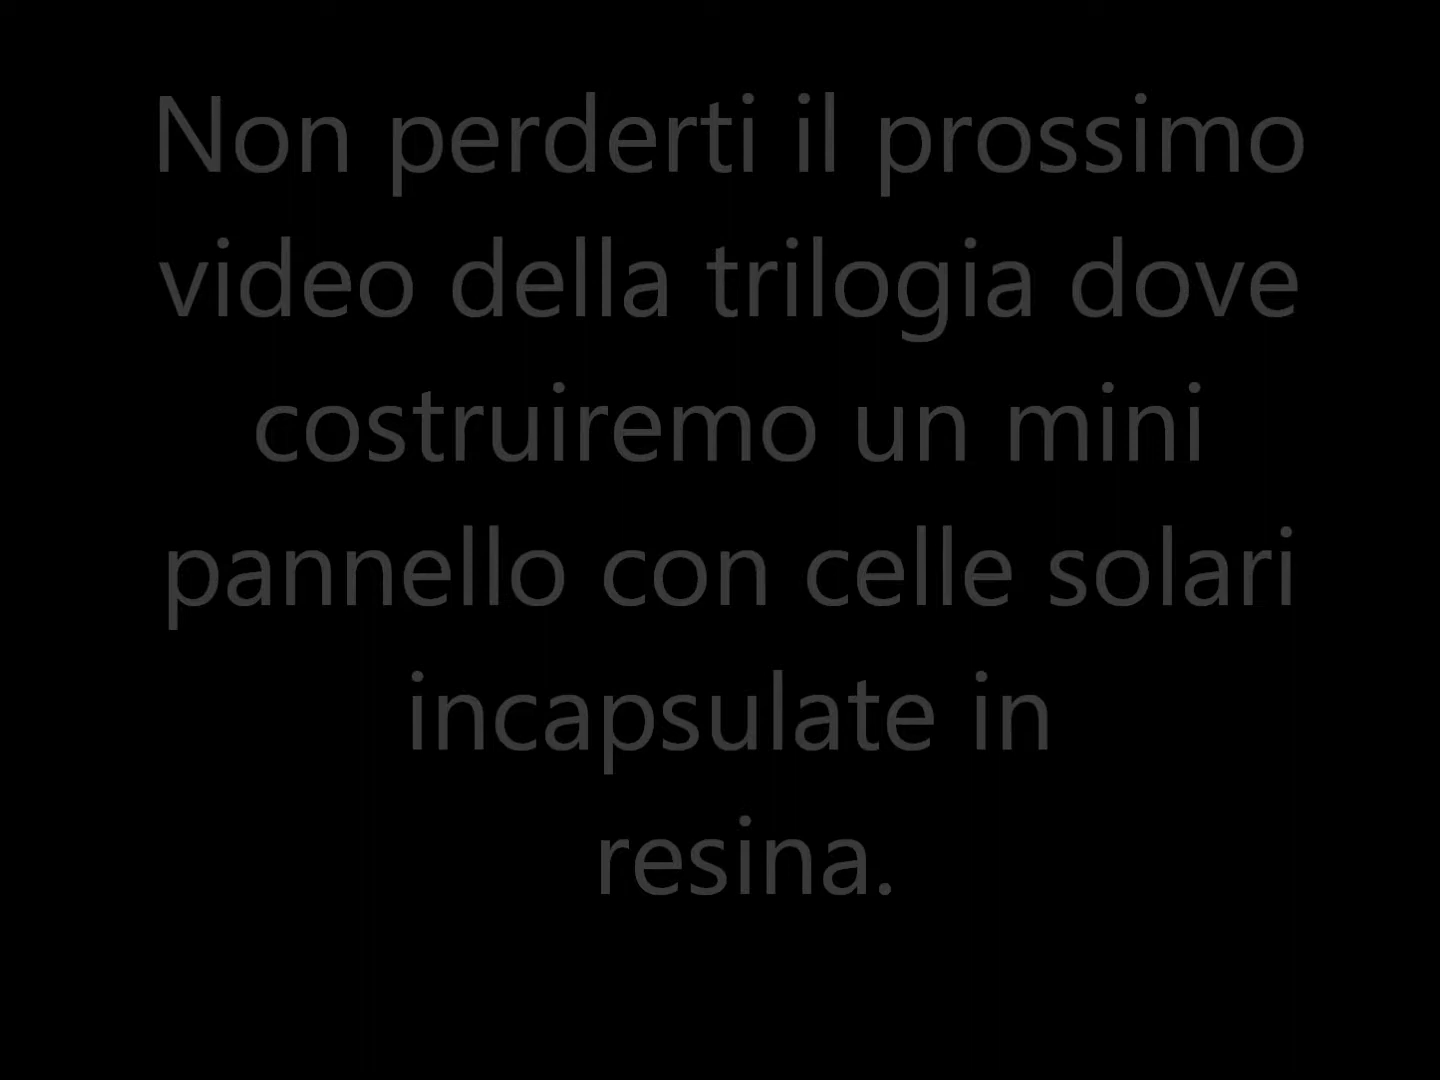 Non perderti il prossimo
video della trilogia dove
costruiremo un mini
pannello con celle solari
incapsulate in
resina.